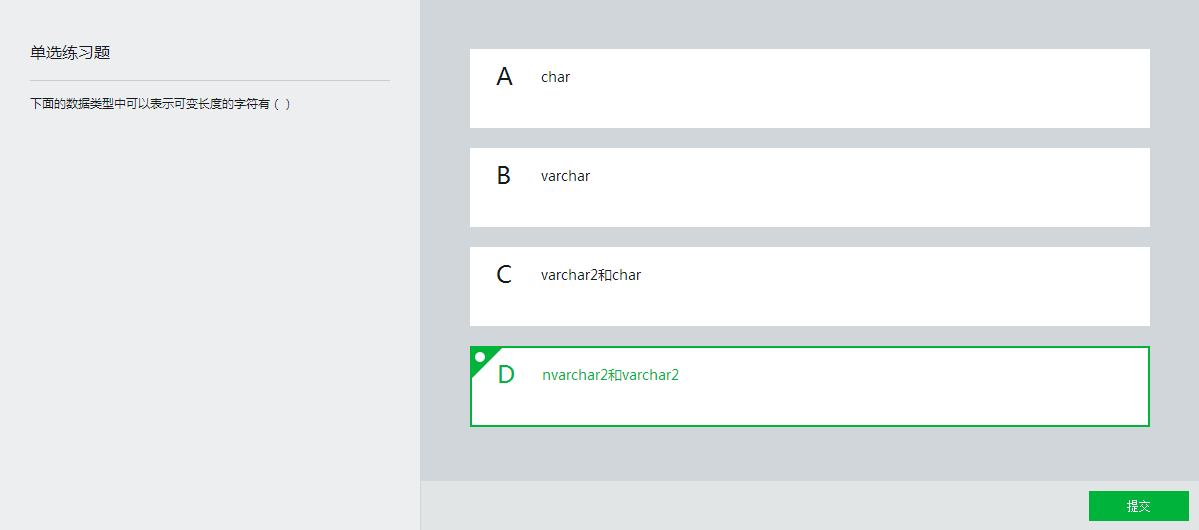 单选练习题
下面的数据类型中可以表示可变长度的字符有（ ）
A char
B varchar
C varchar2和char
D nvarchar2和varchar2
提交